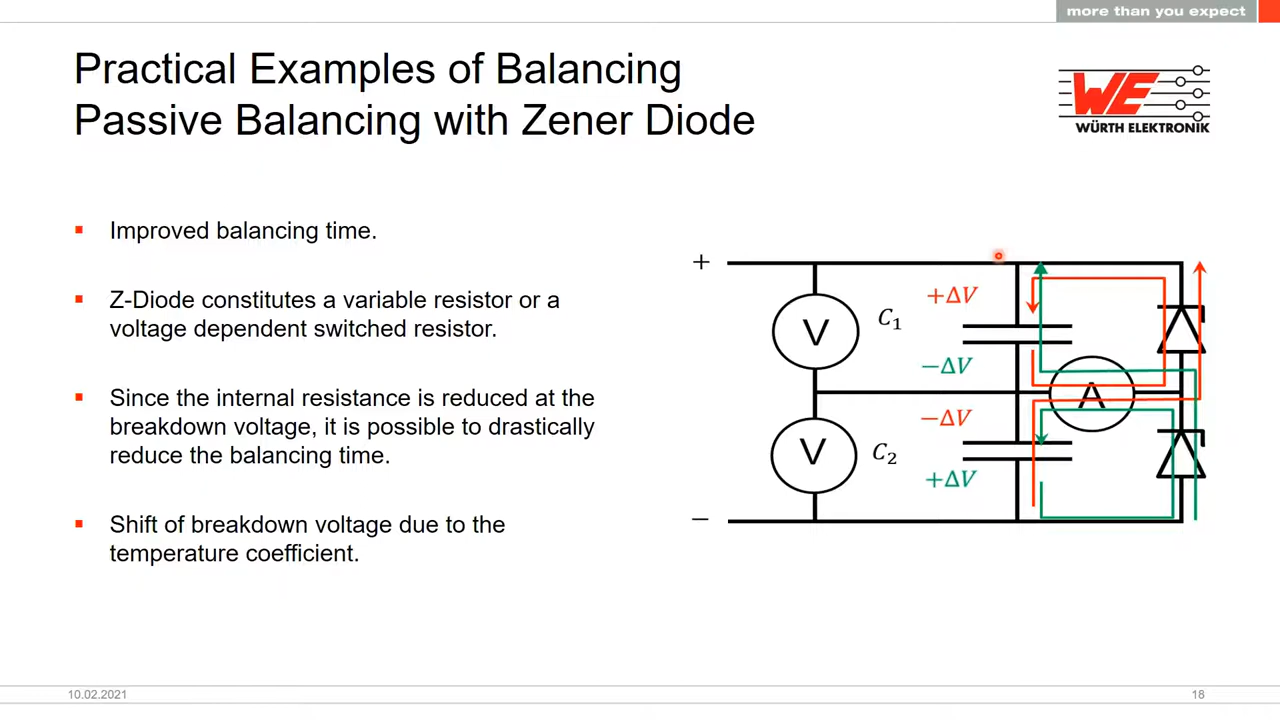 more than you expect
Practical Examples of Balancing
Passive Balancing with Zener Diode
WE
WÜRTH ELEKTRONIK
Improved balancing time.
Z-Diode constitutes a variable resistor or a
voltage dependent switched resistor.
Since the internal resistance is reduced at the
breakdown voltage, it is possible to drastically
reduce the balancing time.
Shift of breakdown voltage due to the
temperature coefficient.
+
+ΔV
V
C₁
−ΔV
A
−ΔV
V
C₂
+ΔV
−
10.02.2021
18